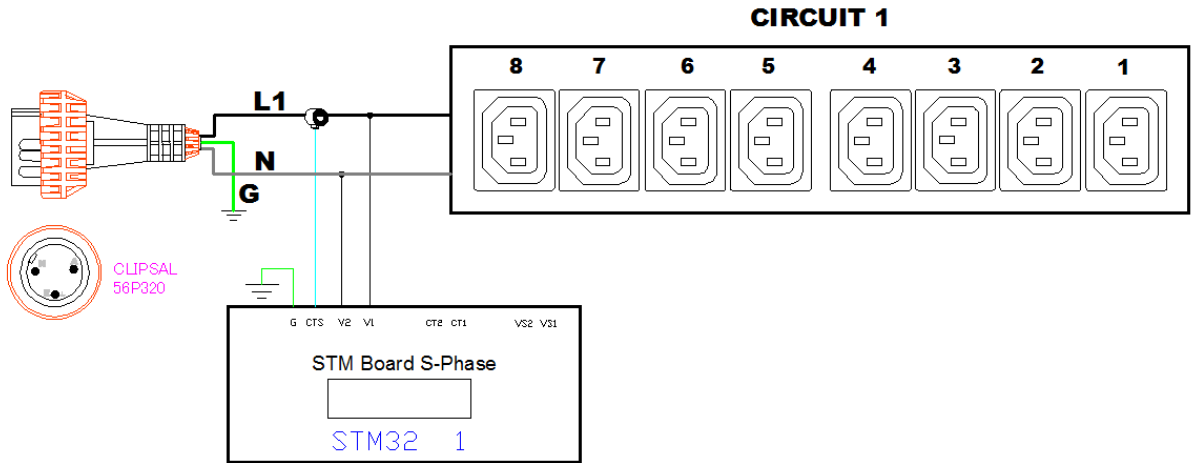 CIRCUIT 1
8 7 6 5 4 3 2 1
L1
N
G
CLIPSAL
56P320
G CTS V2 V1 CT2 CT1 VS2 VS1
STM Board S-Phase
STM32 1